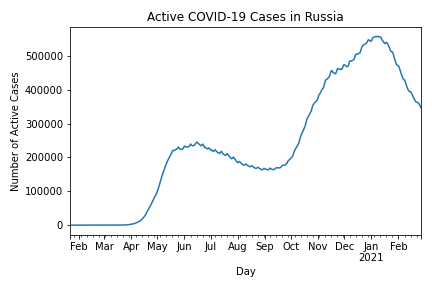 Active COVID-19 Cases in Russia
Number of Active Cases
500000
400000
300000
200000
100000
0
Feb Mar Apr May Jun Jul Aug Sep Oct Nov Dec Jan Feb
2021
Day